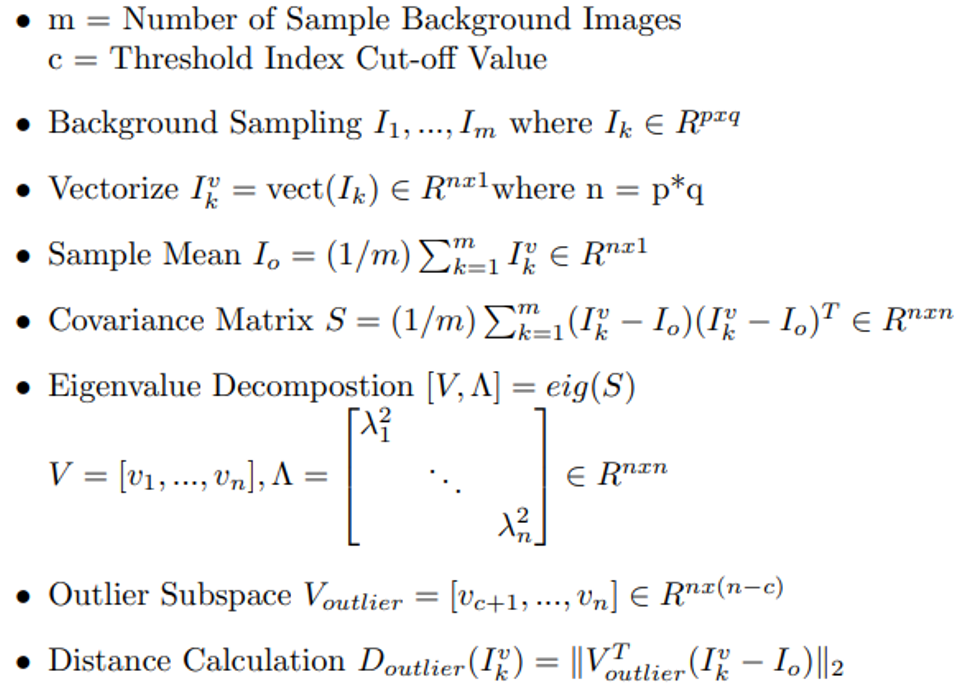 • m = Number of Sample Background Images
c = Threshold Index Cut-off Value
• Background Sampling $I_1, ..., I_m$ where $I_k \in R^{pxq}$
• Vectorize $I_k^v = \text{vect}(I_k) \in R^{nx1}$where n = p*q
• Sample Mean $I_o = (1/m) \sum_{k=1}^{m} I_k^v \in R^{nx1}$
• Covariance Matrix $S = (1/m) \sum_{k=1}^{m} (I_k^v - I_o)(I_k^v - I_o)^T \in R^{nxn}$
• Eigenvalue Decompostion $[V, \Lambda] = eig(S)$
$V = [v_1, ..., v_n], \Lambda = \begin{bmatrix} \lambda_1^2 & & \\ & \ddots & \\ & & \lambda_n^2 \end{bmatrix} \in R^{nxn}$
• Outlier Subspace $V_{outlier} = [v_{c+1}, ..., v_n] \in R^{nx(n-c)}$
• Distance Calculation $D_{outlier}(I_k^v) = \|V_{outlier}^T(I_k^v - I_o)\|_2$